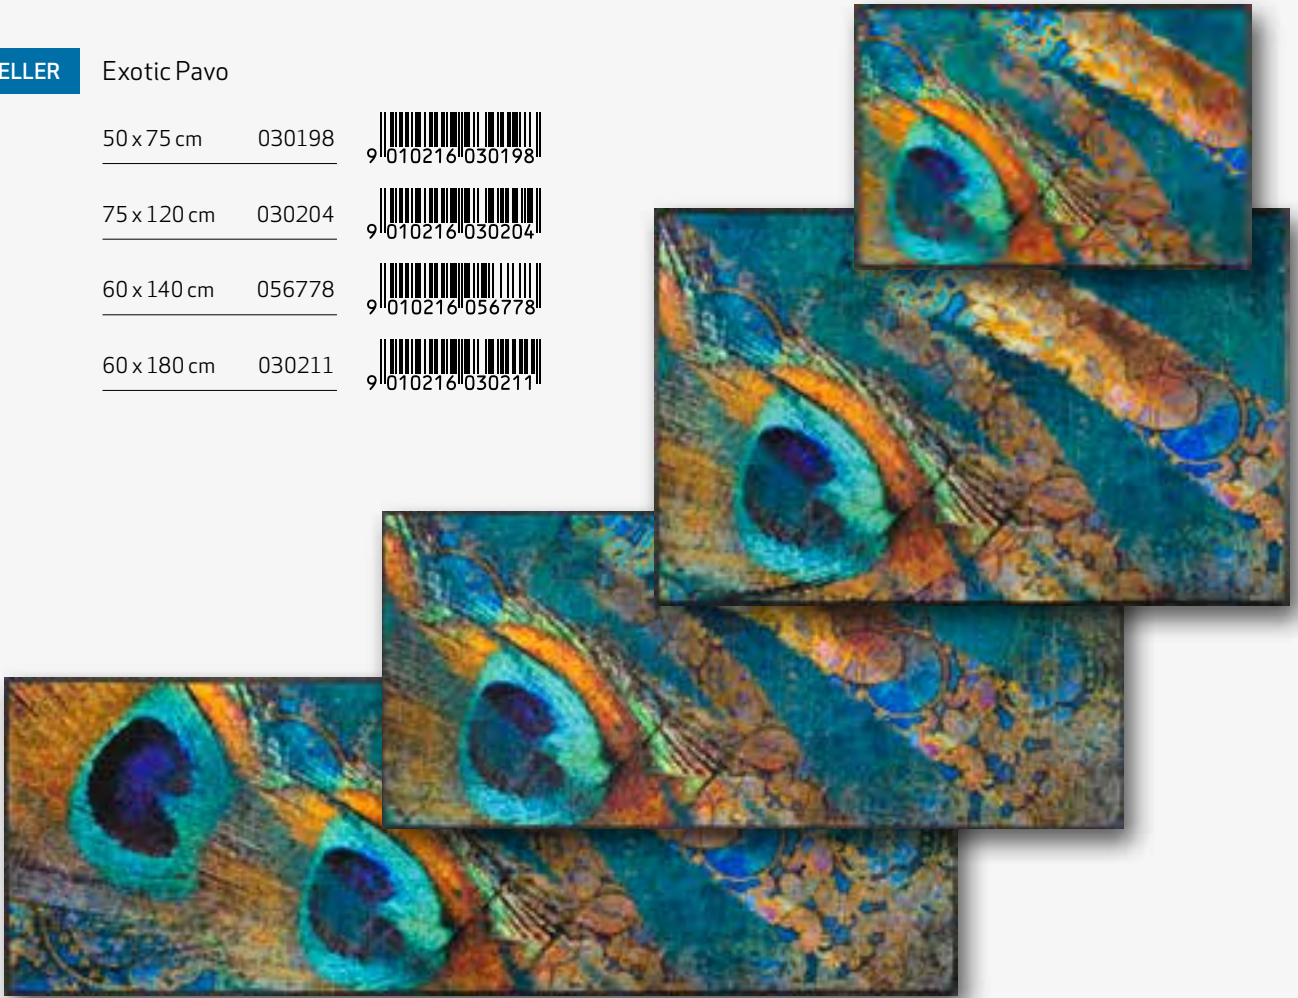 ELLER Exotic Pavo
50 x 75 cm 030198 9 010216 030198
75 x 120 cm 030204 9 010216 030204
60 x 140 cm 056778 9 010216 056778
60 x 180 cm 030211 9 010216 030211